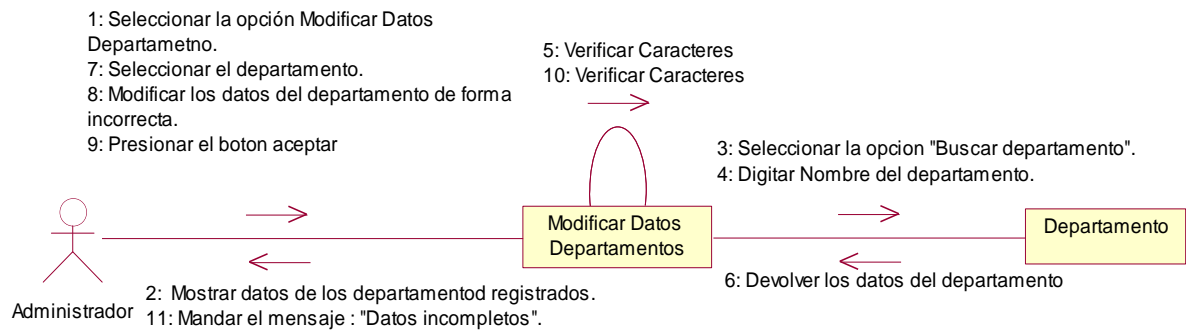 1: Seleccionar la opción Modificar Datos
Departametno.
7: Seleccionar el departamento.
8: Modificar los datos del departamento de forma
incorrecta.
9: Presionar el boton aceptar
5: Verificar Caracteres
10: Verificar Caracteres
3: Seleccionar la opcion "Buscar departamento".
4: Digitar Nombre del departamento.
Modificar Datos
Departamentos
Departamento
6: Devolver los datos del departamento
Administrador
2: Mostrar datos de los departamentod registrados.
11: Mandar el mensaje : "Datos incompletos".